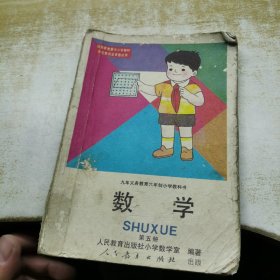 九年义务教育六年制小学教科书
数学
SHUXUE
第五册
人民教育出版社小学数学室 编著
人民教育出版社 出版